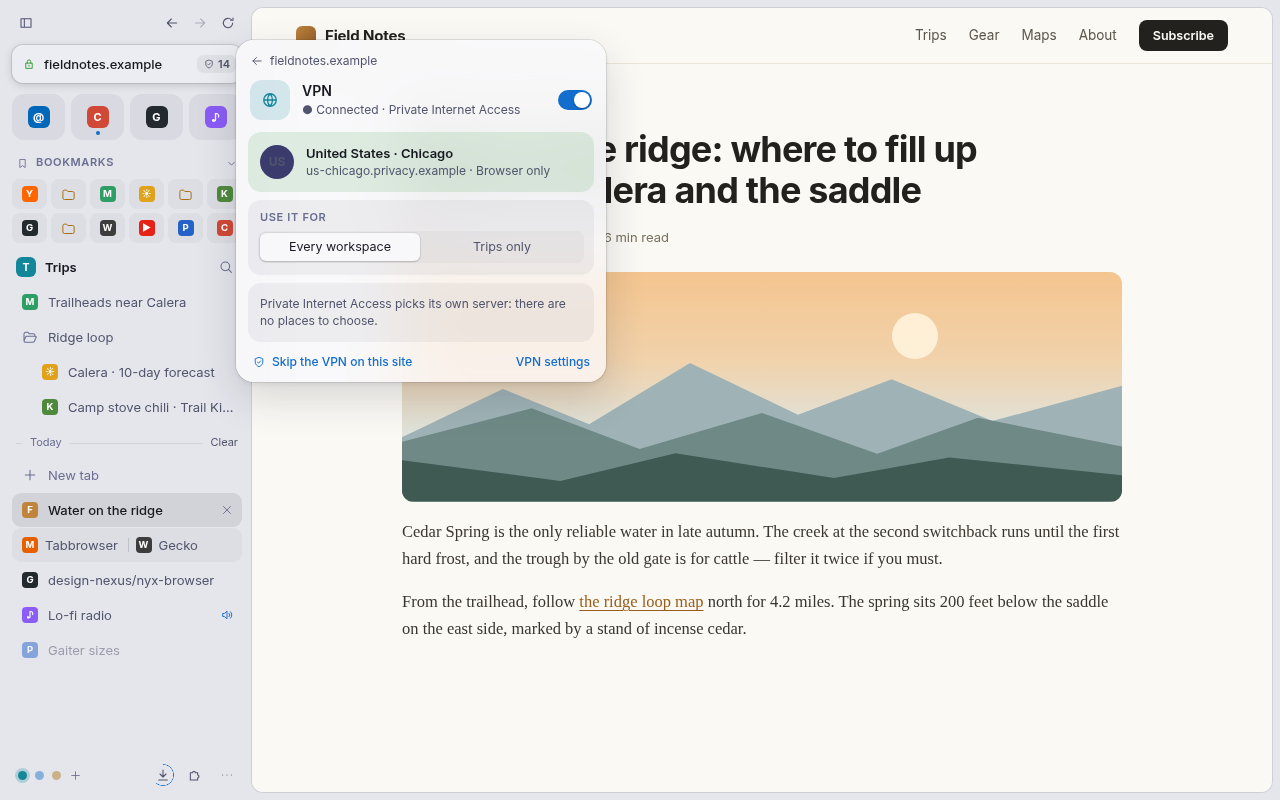 fieldnotes.example
14
@
C
G
BOOKMARKS
Y
M
K
G
W
P
C
T
Trips
M
Trailheads near Calera
Ridge loop
Calera · 10-day forecast
K
Camp stove chili · Trail Ki...
Today
Clear
New tab
F
Water on the ridge
M
Tabbrowser
W
Gecko
G
design-nexus/nyx-browser
Lo-fi radio
P
Gaiter sizes
fieldnotes.example
VPN
Connected · Private Internet Access
US
United States · Chicago
us-chicago.privacy.example · Browser only
USE IT FOR
Every workspace
Trips only
Private Internet Access picks its own server: there are
no places to choose.
Skip the VPN on this site
VPN settings
Field Notes
Trips
Gear
Maps
About
Subscribe
ridge: where to fill up
and the saddle
6 min read
Cedar Spring is the only reliable water in late autumn. The creek at the second switchback runs until the first
hard frost, and the trough by the old gate is for cattle — filter it twice if you must.
From the trailhead, follow the ridge loop map north for 4.2 miles. The spring sits 200 feet below the saddle
on the east side, marked by a stand of incense cedar.